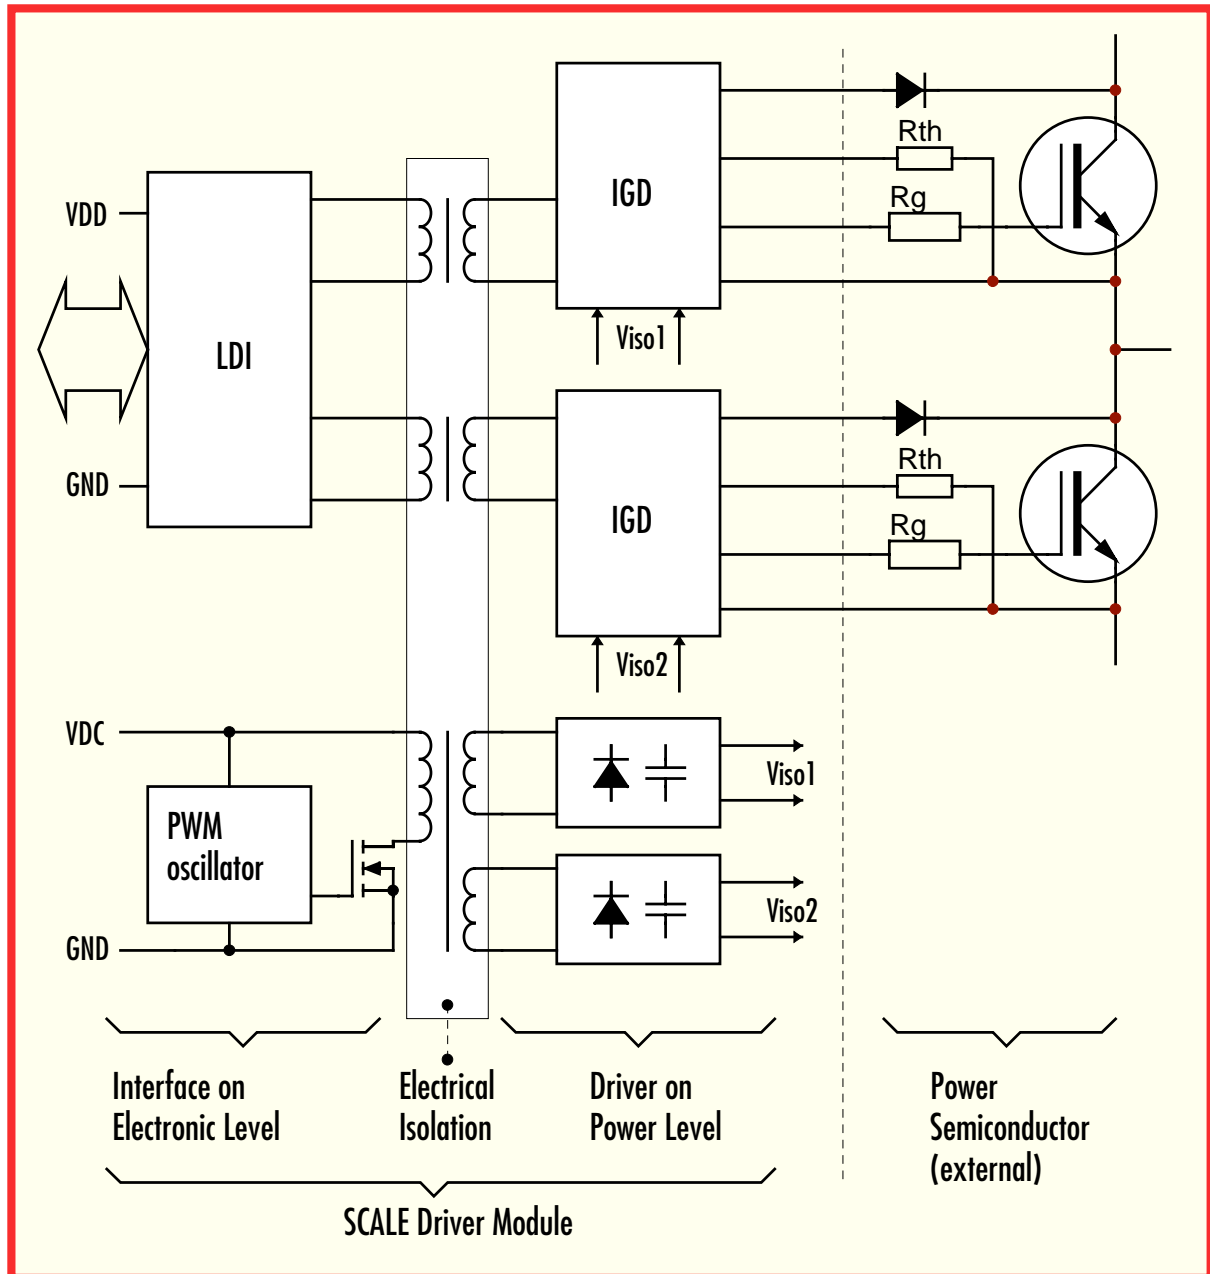 Rth
VDD
IGD
Rg
Viso1
LDI
Rth
GND
IGD
Rg
Viso2
VDC
Viso1
PWM
oscillator
Viso2
GND
Interface on
Electronic Level
Electrical
Isolation
Driver on
Power Level
Power
Semiconductor
(external)
SCALE Driver Module